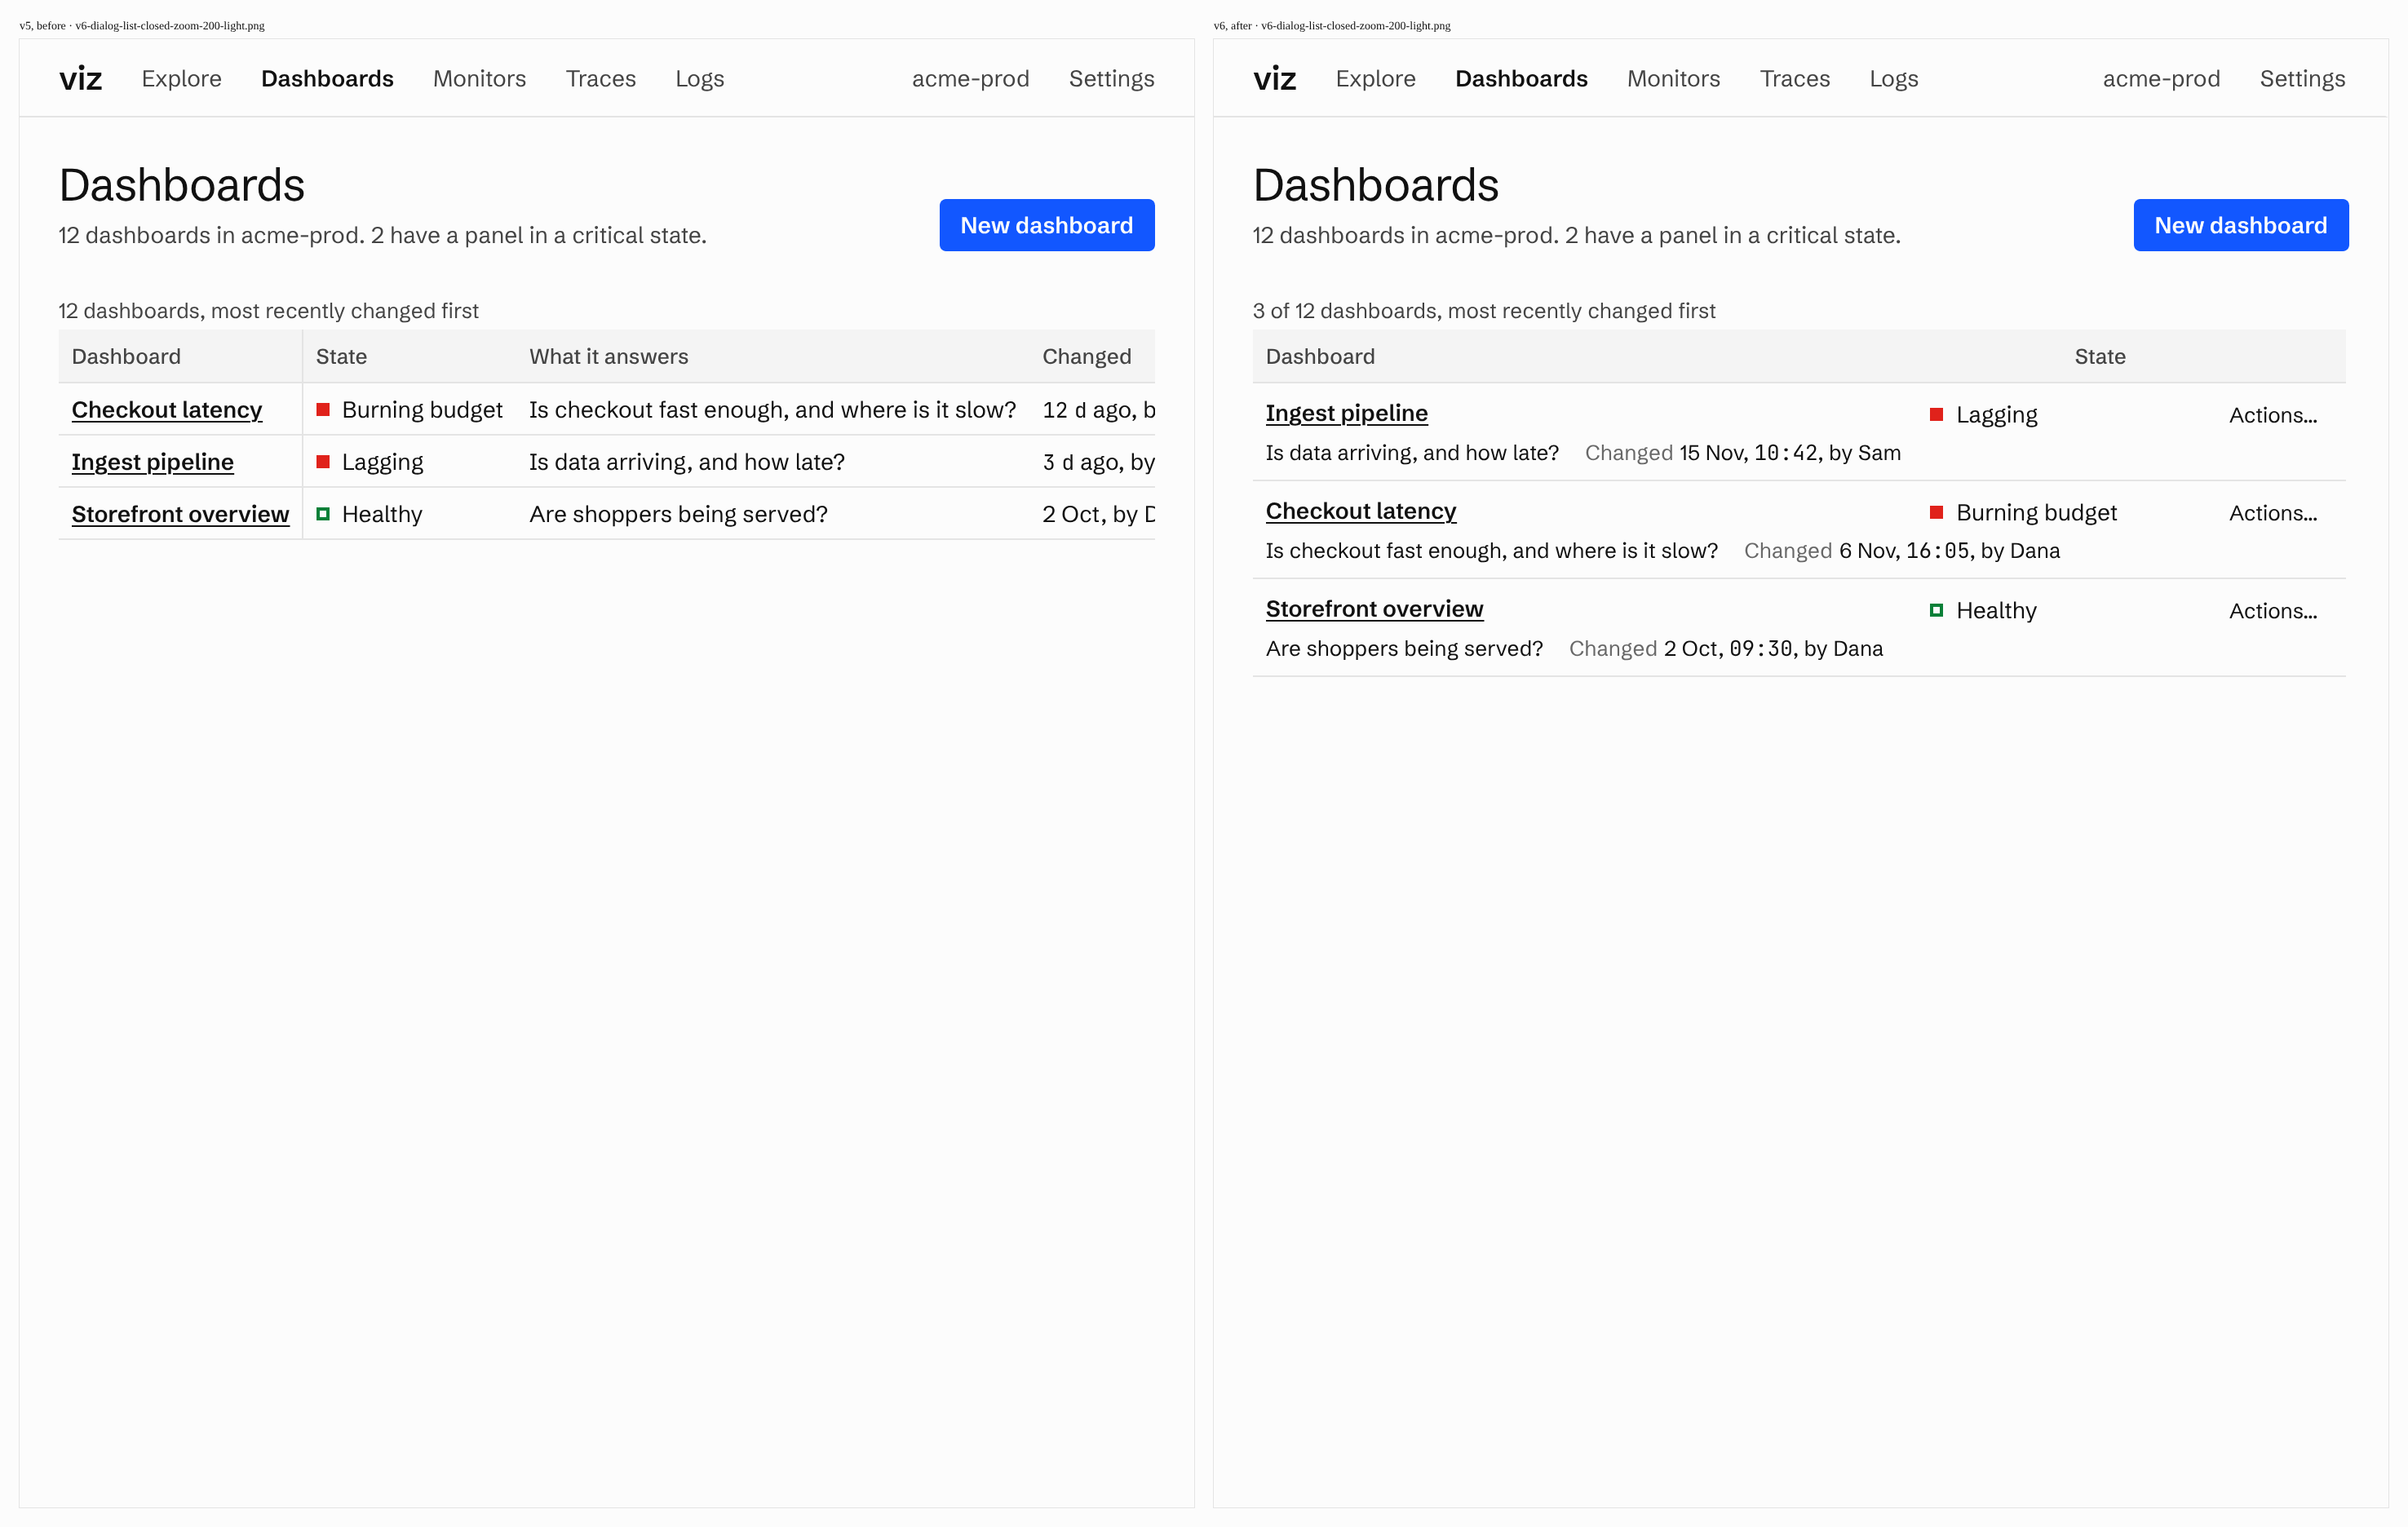 v5, before · v6-dialog-list-closed-zoom-200-light.png
viz Explore Dashboards Monitors Traces Logs acme-prod Settings
Dashboards
12 dashboards in acme-prod. 2 have a panel in a critical state.
New dashboard
12 dashboards, most recently changed first
Dashboard State What it answers Changed
Checkout latency Burning budget Is checkout fast enough, and where is it slow? 12 d ago, b
Ingest pipeline Lagging Is data arriving, and how late? 3 d ago, by
Storefront overview Healthy Are shoppers being served? 2 Oct, by D
v6, after · v6-dialog-list-closed-zoom-200-light.png
viz Explore Dashboards Monitors Traces Logs acme-prod Settings
Dashboards
12 dashboards in acme-prod. 2 have a panel in a critical state.
New dashboard
3 of 12 dashboards, most recently changed first
Dashboard State
Ingest pipeline Lagging Actions...
Is data arriving, and how late? Changed 15 Nov, 10:42, by Sam
Checkout latency Burning budget Actions...
Is checkout fast enough, and where is it slow? Changed 6 Nov, 16:05, by Dana
Storefront overview Healthy Actions...
Are shoppers being served? Changed 2 Oct, 09:30, by Dana